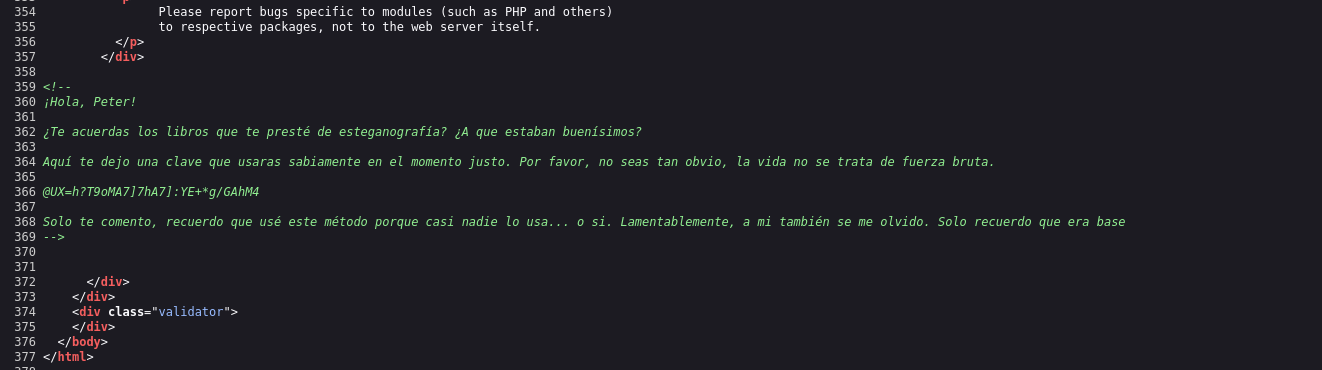 354 Please report bugs specific to modules (such as PHP and others)
355 to respective packages, not to the web server itself.
356 </p>
357 </div>
358
359 <!--
360 ¡Hola, Peter!
361
362 ¿Te acuerdas los libros que te presté de esteganografía? ¿A que estaban buenísimos?
363
364 Aquí te dejo una clave que usaras sabiamente en el momento justo. Por favor, no seas tan obvio, la vida no se trata de fuerza bruta.
365
366 @UX=h?T9oMA7]7hA7]:YE+*g/GAhM4
367
368 Solo te comento, recuerdo que usé este método porque casi nadie lo usa... o si. Lamentablemente, a mi también se me olvido. Solo recuerdo que era base
369 -->
370
371
372 </div>
373 </div>
374 <div class="validator">
375 </div>
376 </body>
377 </html>